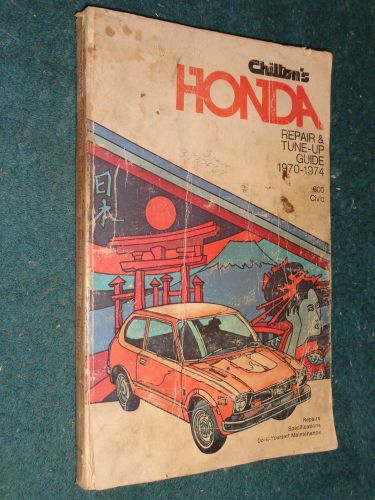 Chilton's
HONDA
REPAIR &
TUNE-UP
GUIDE
1970-1974
600
Civic
日本
Repairs
Specifications
Do-it-Yourself Maintenance